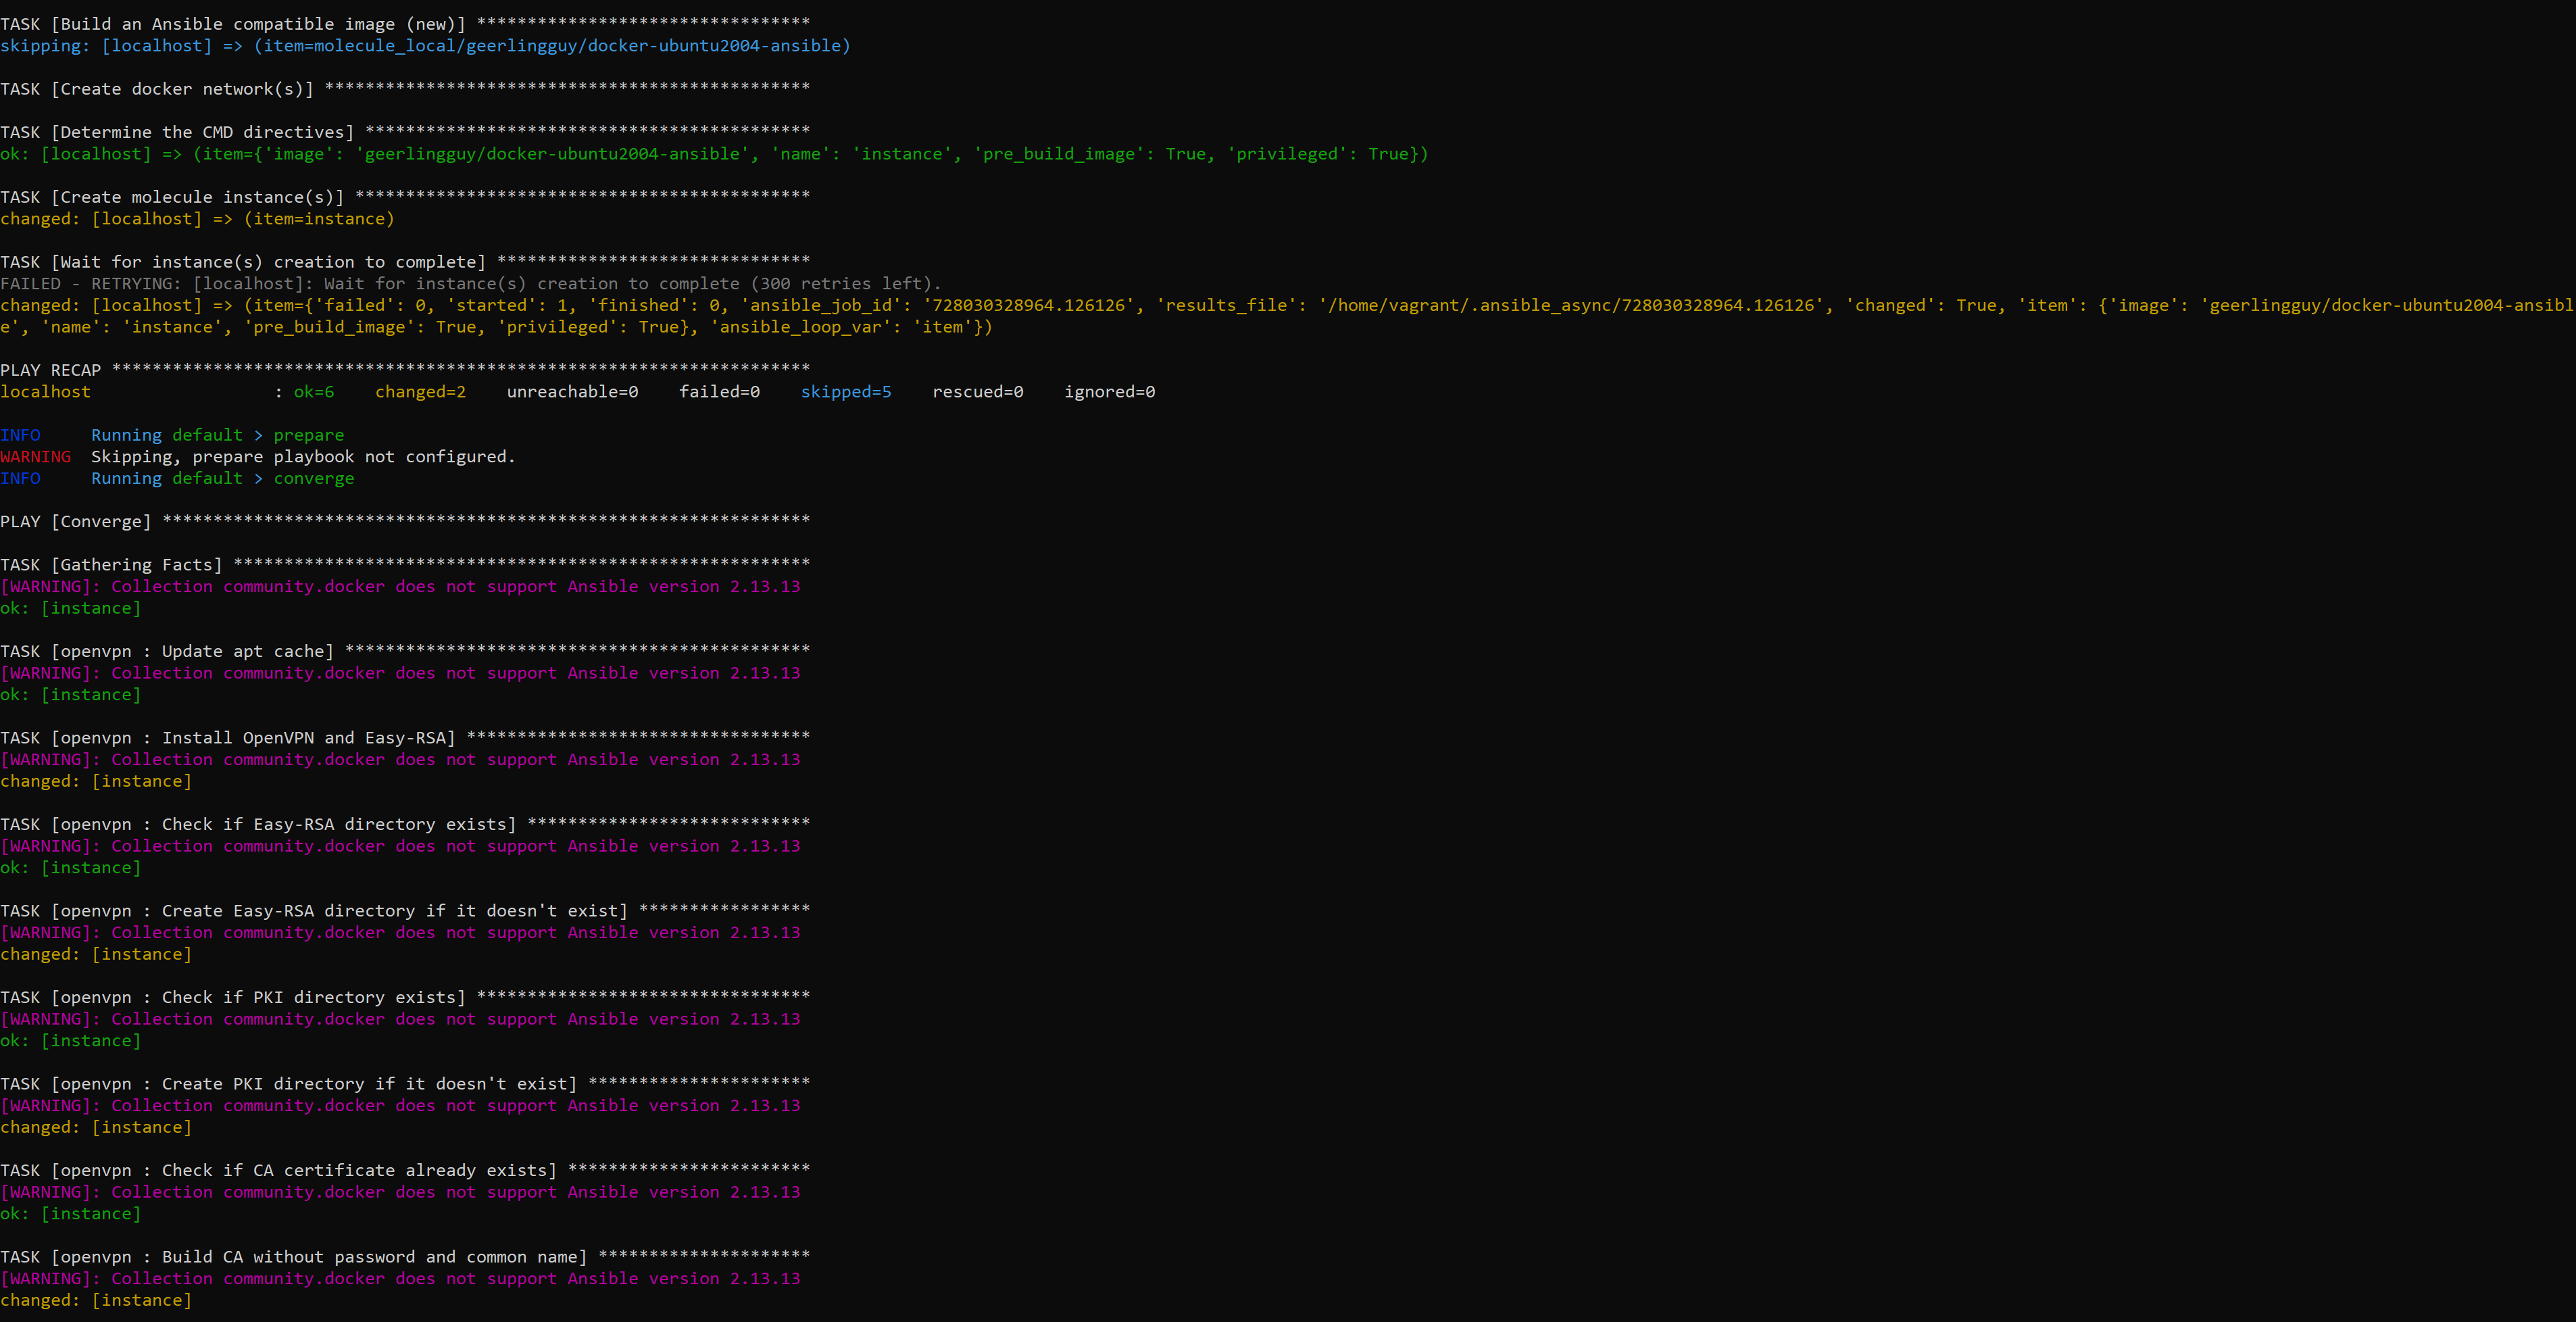 TASK [Build an Ansible compatible image (new)] *********************************
skipping: [localhost] => (item=molecule_local/geerlingguy/docker-ubuntu2004-ansible)
TASK [Create docker network(s)] ************************************************
TASK [Determine the CMD directives] ********************************************
ok: [localhost] => (item={'image': 'geerlingguy/docker-ubuntu2004-ansible', 'name': 'instance', 'pre_build_image': True, 'privileged': True})
TASK [Create molecule instance(s)] *********************************************
changed: [localhost] => (item=instance)
TASK [Wait for instance(s) creation to complete] *******************************
FAILED - RETRYING: [localhost]: Wait for instance(s) creation to complete (300 retries left).
changed: [localhost] => (item={'failed': 0, 'started': 1, 'finished': 0, 'ansible_job_id': '728030328964.126126', 'results_file': '/home/vagrant/.ansible_async/728030328964.126126', 'changed': True, 'item': {'image': 'geerlingguy/docker-ubuntu2004-ansibl
e', 'name': 'instance', 'pre_build_image': True, 'privileged': True}, 'ansible_loop_var': 'item'})
PLAY RECAP *********************************************************************
localhost                  : ok=6    changed=2    unreachable=0    failed=0    skipped=5    rescued=0    ignored=0
INFO     Running default > prepare
WARNING  Skipping, prepare playbook not configured.
INFO     Running default > converge
PLAY [Converge] ****************************************************************
TASK [Gathering Facts] *********************************************************
[WARNING]: Collection community.docker does not support Ansible version 2.13.13
ok: [instance]
TASK [openvpn : Update apt cache] **********************************************
[WARNING]: Collection community.docker does not support Ansible version 2.13.13
ok: [instance]
TASK [openvpn : Install OpenVPN and Easy-RSA] **********************************
[WARNING]: Collection community.docker does not support Ansible version 2.13.13
changed: [instance]
TASK [openvpn : Check if Easy-RSA directory exists] ****************************
[WARNING]: Collection community.docker does not support Ansible version 2.13.13
ok: [instance]
TASK [openvpn : Create Easy-RSA directory if it doesn't exist] *****************
[WARNING]: Collection community.docker does not support Ansible version 2.13.13
changed: [instance]
TASK [openvpn : Check if PKI directory exists] *********************************
[WARNING]: Collection community.docker does not support Ansible version 2.13.13
ok: [instance]
TASK [openvpn : Create PKI directory if it doesn't exist] **********************
[WARNING]: Collection community.docker does not support Ansible version 2.13.13
changed: [instance]
TASK [openvpn : Check if CA certificate already exists] ************************
[WARNING]: Collection community.docker does not support Ansible version 2.13.13
ok: [instance]
TASK [openvpn : Build CA without password and common name] *********************
[WARNING]: Collection community.docker does not support Ansible version 2.13.13
changed: [instance]